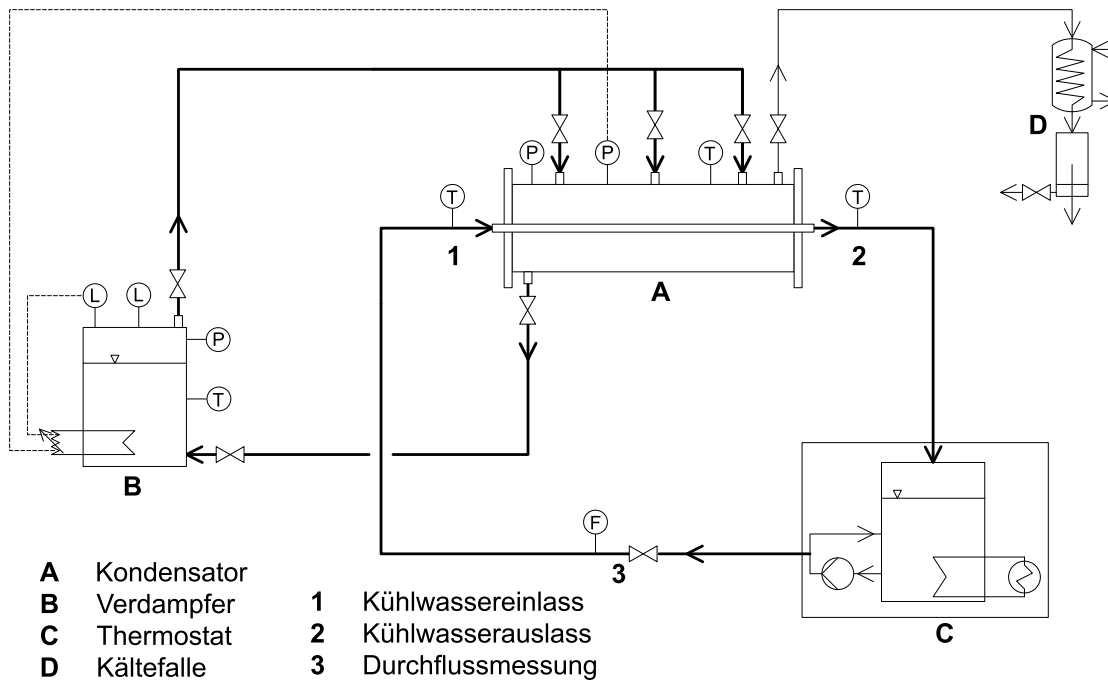 P
P
T
D
T
T
1
2
A
L
L
P
T
B
F
3
C
A Kondensator
B Verdampfer
C Thermostat
D Kältefalle
1 Kühlwassereinlass
2 Kühlwasserauslass
3 Durchflussmessung